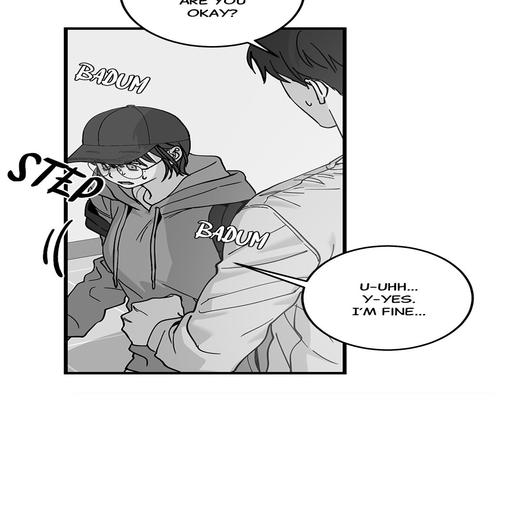 ARE YOU
OKAY?
BADUM
STEP
BADUM
U-UHH...
Y-YES.
I'M FINE...